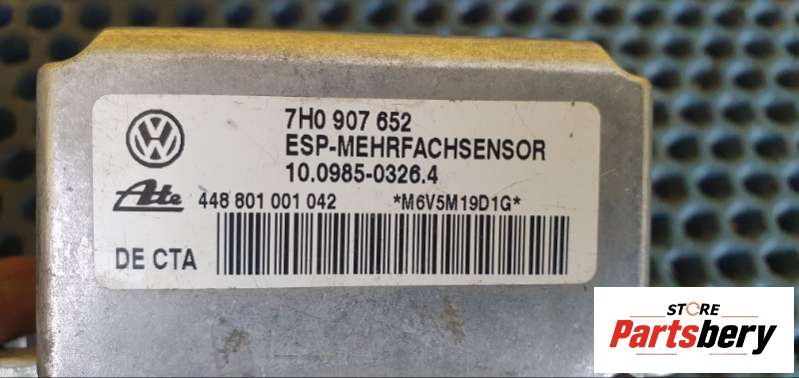 7H0 907 652
ESP-MEHRFACHSENSOR
10.0985-0326.4
Ate 448 801 001 042 *M6V5M19D1G*
DE CTA
STORE
Partsbery